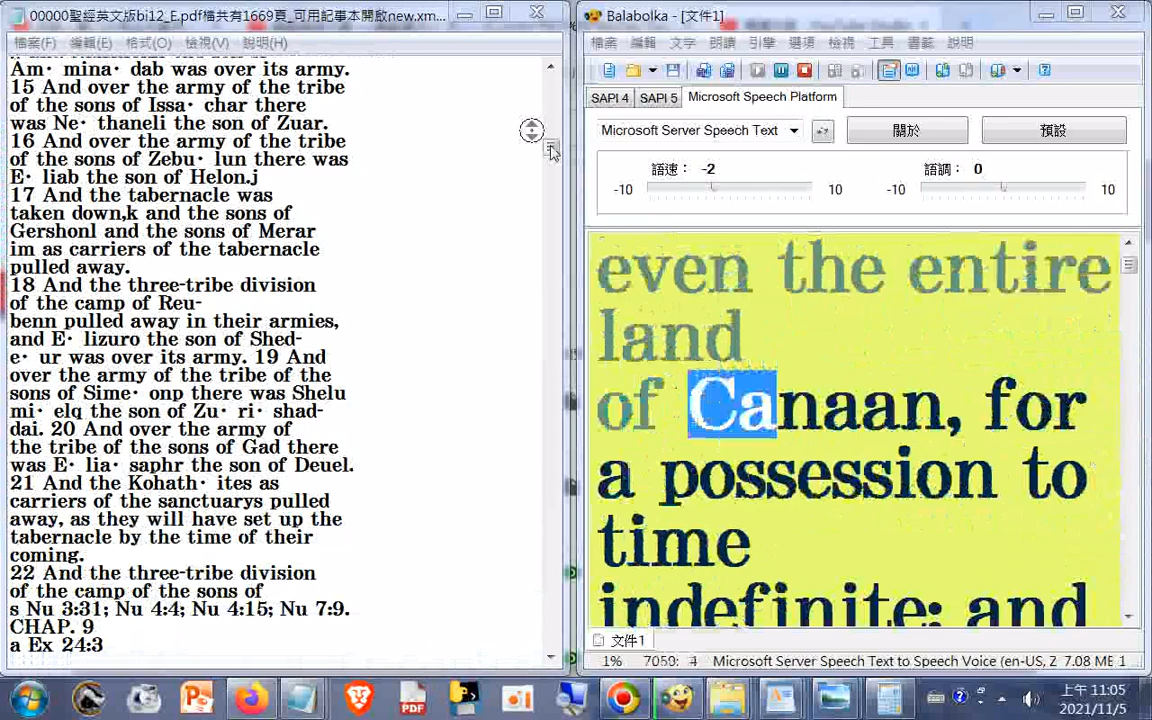 00000聖經英文版bi12_E.pdf檔共有1669頁_可用記事本開啟new.xm...
檔案(F) 編輯(E) 格式(O) 檢視(V) 說明(H)
Am· mina· dab was over its army.
15 And over the army of the tribe
of the sons of Issa· char there
was Ne· thaneli the son of Zuar.
16 And over the army of the tribe
of the sons of Zebu· lun there was
E· liab the son of Helon.j
17 And the tabernacle was
taken down,k and the sons of
Gershonl and the sons of Merar
im as carriers of the tabernacle
pulled away.
18 And the three-tribe division
of the camp of Reu-
benn pulled away in their armies,
and E· lizuro the son of Shed-
e· ur was over its army. 19 And
over the army of the tribe of the
sons of Sime· onp there was Shelu
mi· elq the son of Zu· ri· shad-
dai. 20 And over the army of
the tribe of the sons of Gad there
was E· lia· saphr the son of Deuel.
21 And the Kohath· ites as
carriers of the sanctuarys pulled
away, as they will have set up the
tabernacle by the time of their
coming.
22 And the three-tribe division
of the camp of the sons of
s Nu 3:31; Nu 4:4; Nu 4:15; Nu 7:9.
CHAP. 9
a Ex 24:3
Balabolka - [文件1]
檔案 編輯 文字 朗讀 引擎 選項 檢視 工具 書籤 說明
SAPI 4 SAPI 5 Microsoft Speech Platform
Microsoft Server Speech Text 關於 預設
語速： -2 語調： 0
-10 10 -10 10
even the entire
land
of Canaan, for
a possession to
time
indefinite; and
文件1
1% 7050: 4 Microsoft Server Speech Text to Speech Voice (en-US, Z 7.08 ME 1
PDF
上午 11:05
2021/11/5